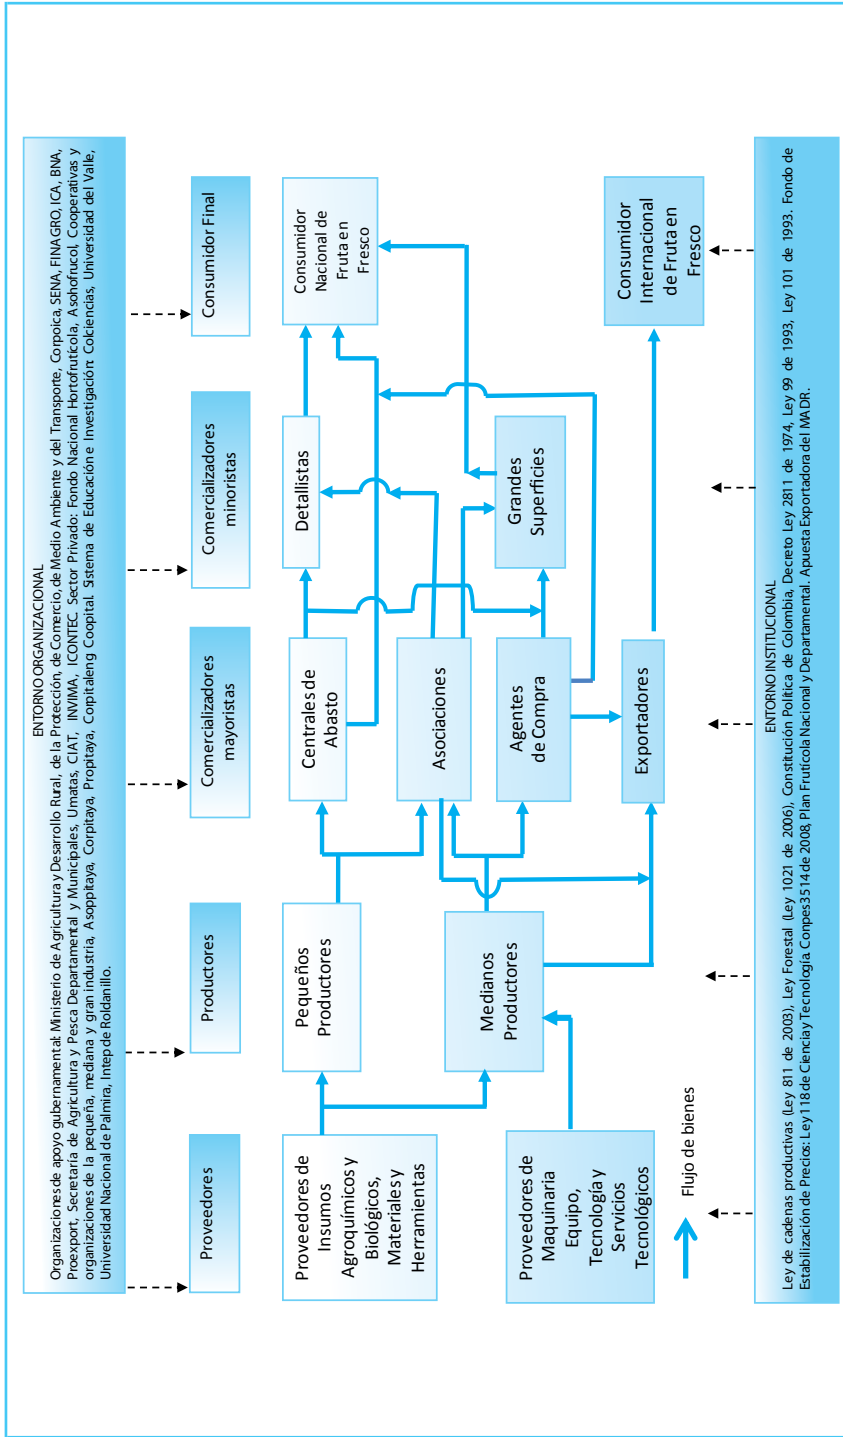 ENTORNO ORGANIZACIONAL
Organizaciones de apoyo gubernamental: Ministerio de Agricultura y Desarrollo Rural, de la Protección, de Comercio, de Medio Ambiente y del Transporte, Corpoica, SENA, FINAGRO, ICA, BNA,
Proexport, Secretaría de Agricultura y Pesca Departamental y Municipales, Umatas, CIAT, INVIMA, ICONTEC. Sector Privado: Fondo Nacional Hortofrutícola, Asohofrucol, Cooperativas y
organizaciones de la pequeña, mediana y gran industria, Asoppitaya, Corpitaya, Propitaya, Copitaleng Coopital. Sistema de Educación e Investigación: Colciencias, Universidad del Valle,
Universidad Nacional de Palmira, Intep de Roldanillo.
Proveedores
Productores
Comercializadores
mayoristas
Comercializadores
minoristas
Consumidor Final
Proveedores de
Insumos
Agroquímicos y
Biológicos,
Materiales y
Herramientas
Pequeños
Productores
Centrales de
Abasto
Detallistas
Consumidor
Nacional de
Fruta en
Fresco
Asociaciones
Medianos
Productores
Agentes
de Compra
Grandes
Superficies
Proveedores de
Maquinaria
Equipo,
Tecnología y
Servicios
Tecnológicos
Exportadores
Consumidor
Internacional
de Fruta en
Fresco
Flujo de bienes
ENTORNO INSTITUCIONAL
Ley de cadenas productivas (Ley 811 de 2003), Ley Forestal (Ley 1021 de 2006), Constitución Política de Colombia, Decreto Ley 2811 de 1974, Ley 99 de 1993, Ley 101 de 1993. Fondo de
Estabilización de Precios: Ley 118 de Ciencia y Tecnología. Conpes 3514 de 2008, Plan Frutícola Nacional y Departamental. Apuesta Exportadora del MADR.